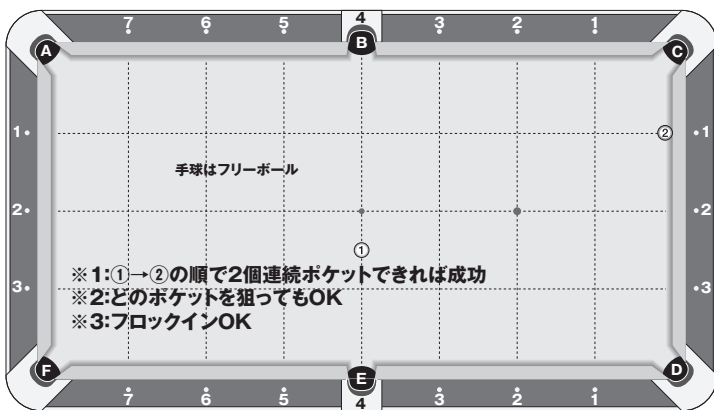 7 6 5 4 3 2 1
A B C
1 ② 1
手球はフリーボール
2 2
①
※1:①→②の順で2個連続ポケットできれば成功
※2:どのポケットを狙ってもOK
3 3
※3:フロックインOK
F E D
7 6 5 4 3 2 1